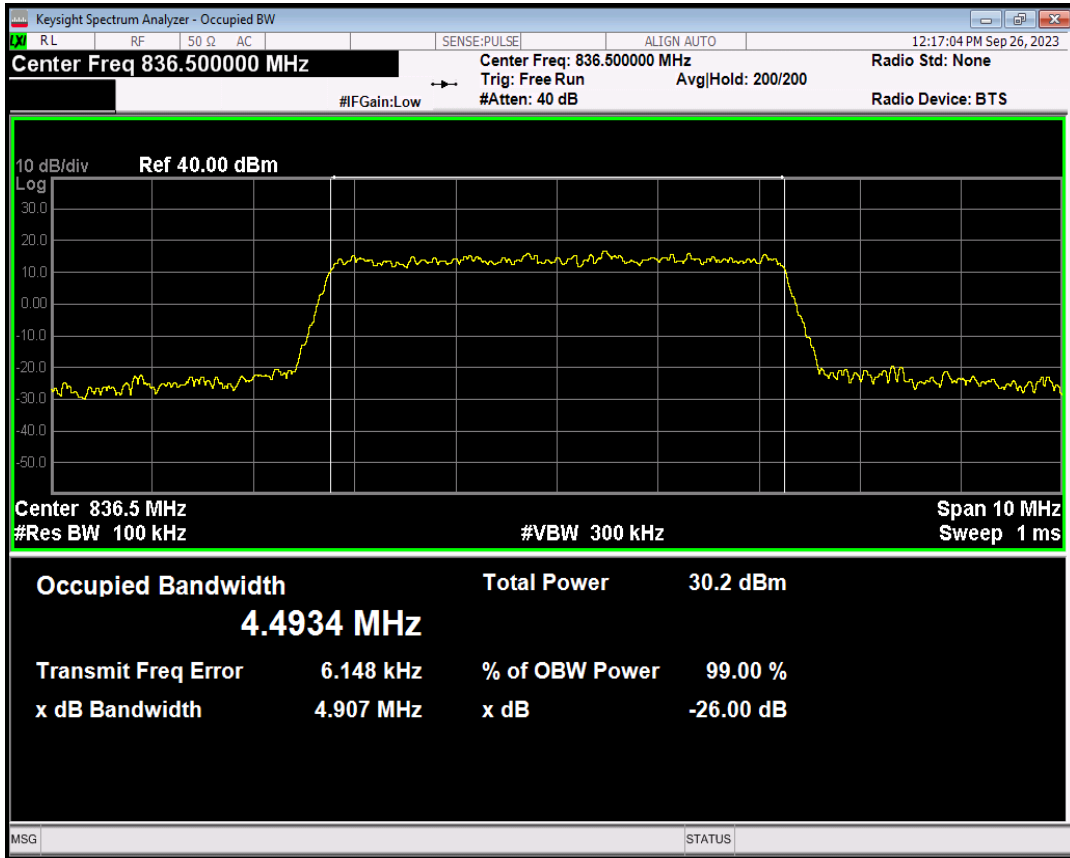 Keysight Spectrum Analyzer - Occupied BW
LXI RL RF 50 Ω AC SENSE:PULSE ALIGN AUTO 12:17:04 PM Sep 26, 2023
Center Freq 836.500000 MHz Center Freq: 836.500000 MHz Radio Std: None
Trig: Free Run Avg|Hold: 200/200
#IFGain:Low #Atten: 40 dB Radio Device: BTS
10 dB/div Ref 40.00 dBm
Log
30.0
20.0
10.0
0.00
-10.0
-20.0
-30.0
-40.0
-50.0
Center 836.5 MHz Span 10 MHz
#Res BW 100 kHz #VBW 300 kHz Sweep 1 ms
Occupied Bandwidth Total Power 30.2 dBm
4.4934 MHz
Transmit Freq Error 6.148 kHz % of OBW Power 99.00 %
x dB Bandwidth 4.907 MHz x dB -26.00 dB
MSG STATUS